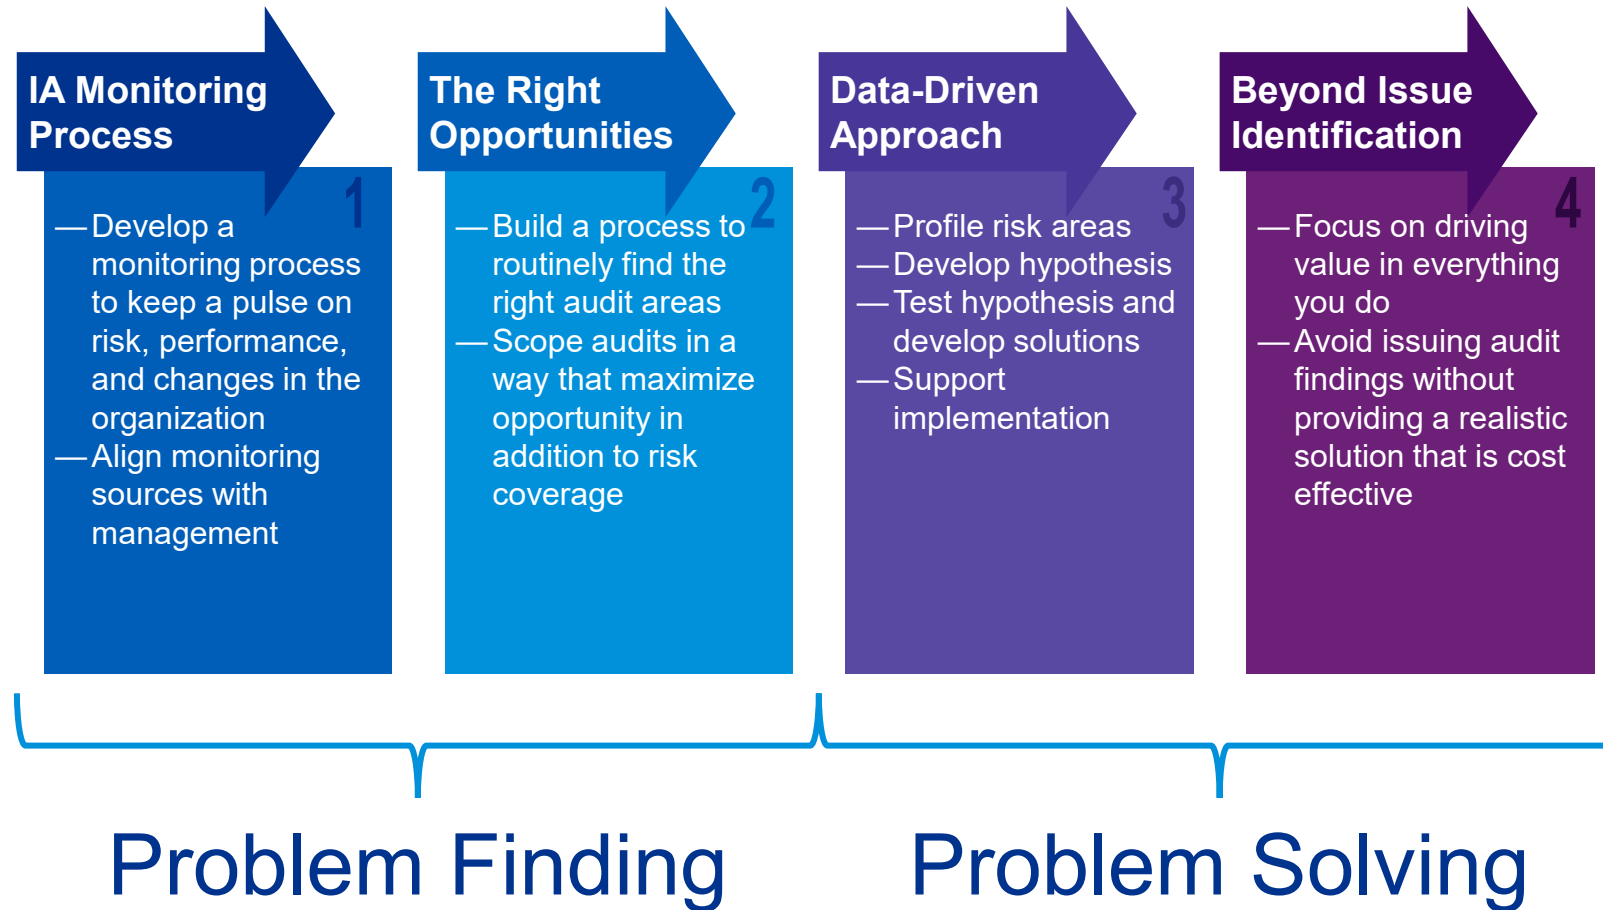 IA Monitoring
Process
1
—Develop a
monitoring process
to keep a pulse on
risk, performance,
and changes in the
organization
—Align monitoring
sources with
management
The Right
Opportunities
2
—Build a process to
routinely find the
right audit areas
—Scope audits in a
way that maximize
opportunity in
addition to risk
coverage
Data-Driven
Approach
3
—Profile risk areas
—Develop hypothesis
—Test hypothesis and
develop solutions
—Support
implementation
Beyond Issue
Identification
4
—Focus on driving
value in everything
you do
—Avoid issuing audit
findings without
providing a realistic
solution that is cost
effective
Problem Finding
Problem Solving